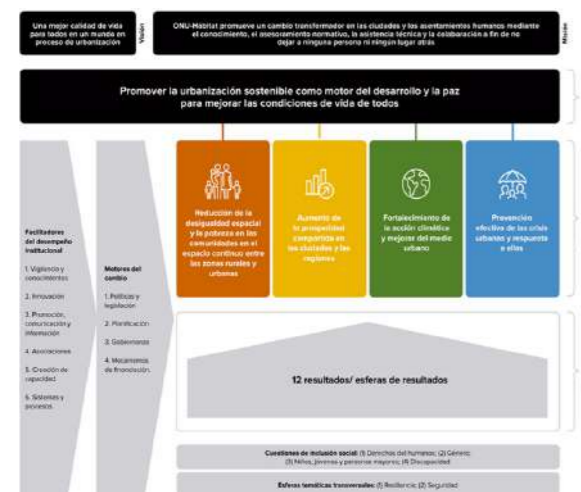 Una mejor calidad de vida
para todos en un mundo en
proceso de urbanización
Visión
ONU-Hábitat promueve un cambio transformador en las ciudades y los asentamientos humanos mediante
el conocimiento, el asesoramiento normativo, la asistencia técnica y la colaboración a fin de no
dejar a ninguna persona ni ningún lugar atrás
Misión
Promover la urbanización sostenible como motor del desarrollo y la paz
para mejorar las condiciones de vida de todos
Facilitadores
del desempeño
institucional
1. Vigilancia y
conocimientos
2. Innovación
3. Promoción,
comunicación y
información
4. Asociaciones
5. Creación de
capacidad
6. Sistemas y
procesos
Motores del
cambio
1. Políticas y
legislación
2. Planificación
3. Gobernanza
4. Mecanismos
de financiación.
Reducción de la
desigualdad espacial
y la pobreza en las
comunidades en el
espacio continuo entre
las zonas rurales y
urbanas
Aumento de
la prosperidad
compartida en
las ciudades y las
regiones
Fortalecimiento de
la acción climática
y mejorar del medio
urbano
Prevención
efectiva de las crisis
urbanas y respuesta
a ellas
12 resultados/ esferas de resultados
Cuestiones de inclusión social: (1) Derechos del humanos; (2) Género;
(3) Niños, jóvenes y personas mayores; (4) Discapacidad
Esferas temáticas transversales: (1) Resiliencia; (2) Seguridad